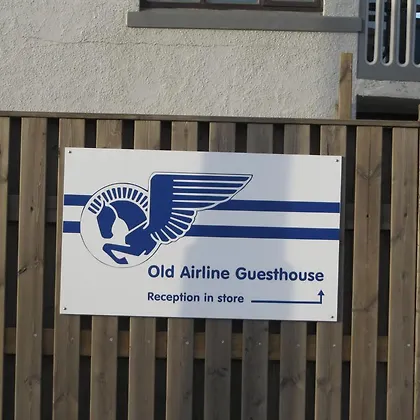 Old Airline Guesthouse
Reception in store